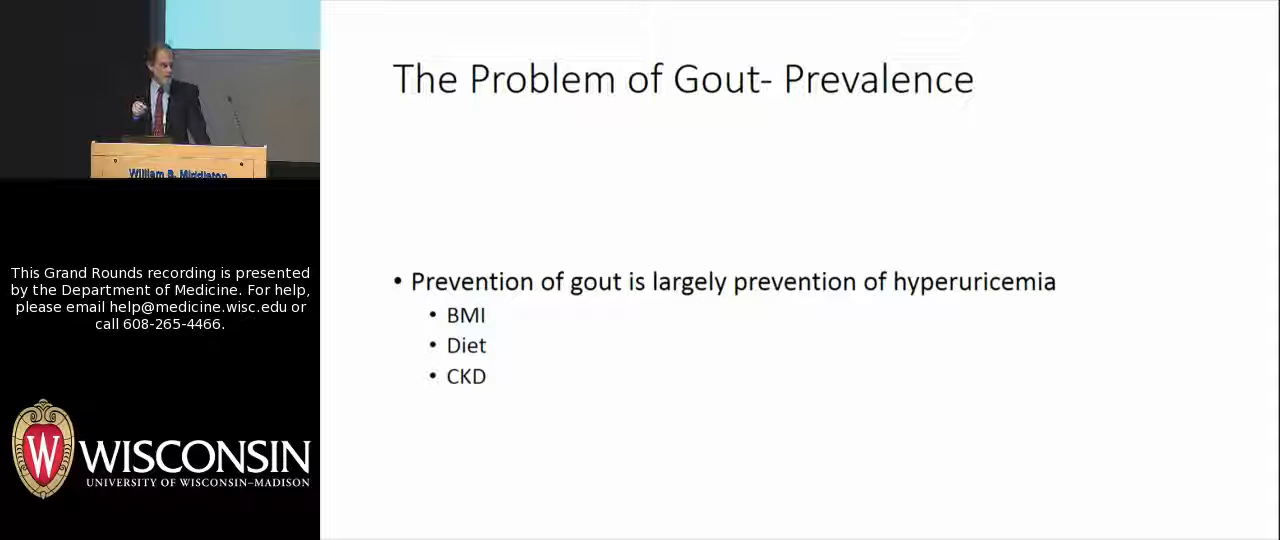 The Problem of Gout- Prevalence
• Prevention of gout is largely prevention of hyperuricemia
• BMI
• Diet
• CKD
William S. Middleton
This Grand Rounds recording is presented
by the Department of Medicine. For help,
please email help@medicine.wisc.edu or
call 608-265-4466.
W
WISCONSIN
UNIVERSITY OF WISCONSIN–MADISON